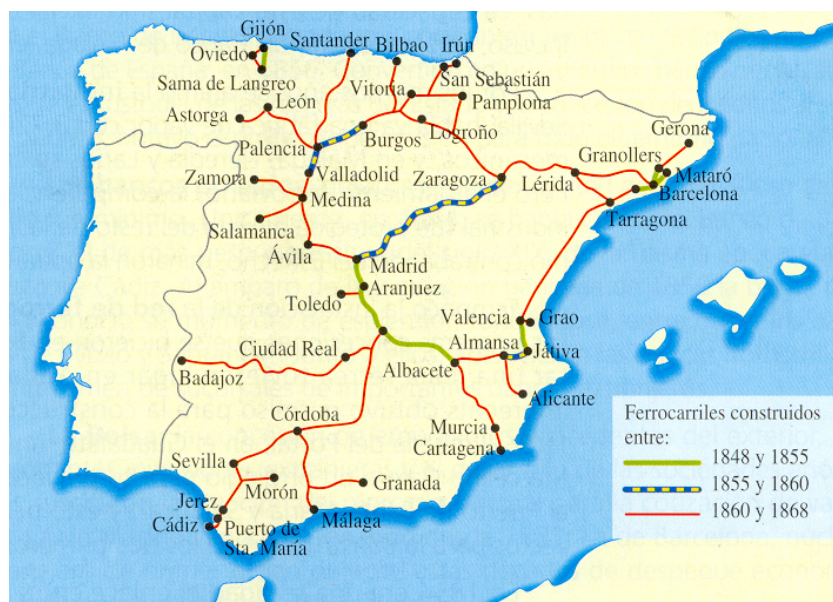 Gijón
Oviedo
Sama de Langreo
Santander
Bilbao
Irún
San Sebastián
Vitoria
Pamplona
León
Astorga
Burgos
Logroño
Palencia
Gerona
Granollers
Mataró
Barcelona
Zamora
Valladolid
Zaragoza
Lérida
Medina
Tarragona
Salamanca
Ávila
Madrid
Aranjuez
Toledo
Valencia
Grao
Almansa
Játiva
Ciudad Real
Albacete
Badajoz
Alicante
Córdoba
Murcia
Cartagena
Sevilla
Morón
Granada
Jerez
Cádiz
Puerto de
Sta. María
Málaga
Ferrocarriles construidos
entre:
1848 y 1855
1855 y 1860
1860 y 1868